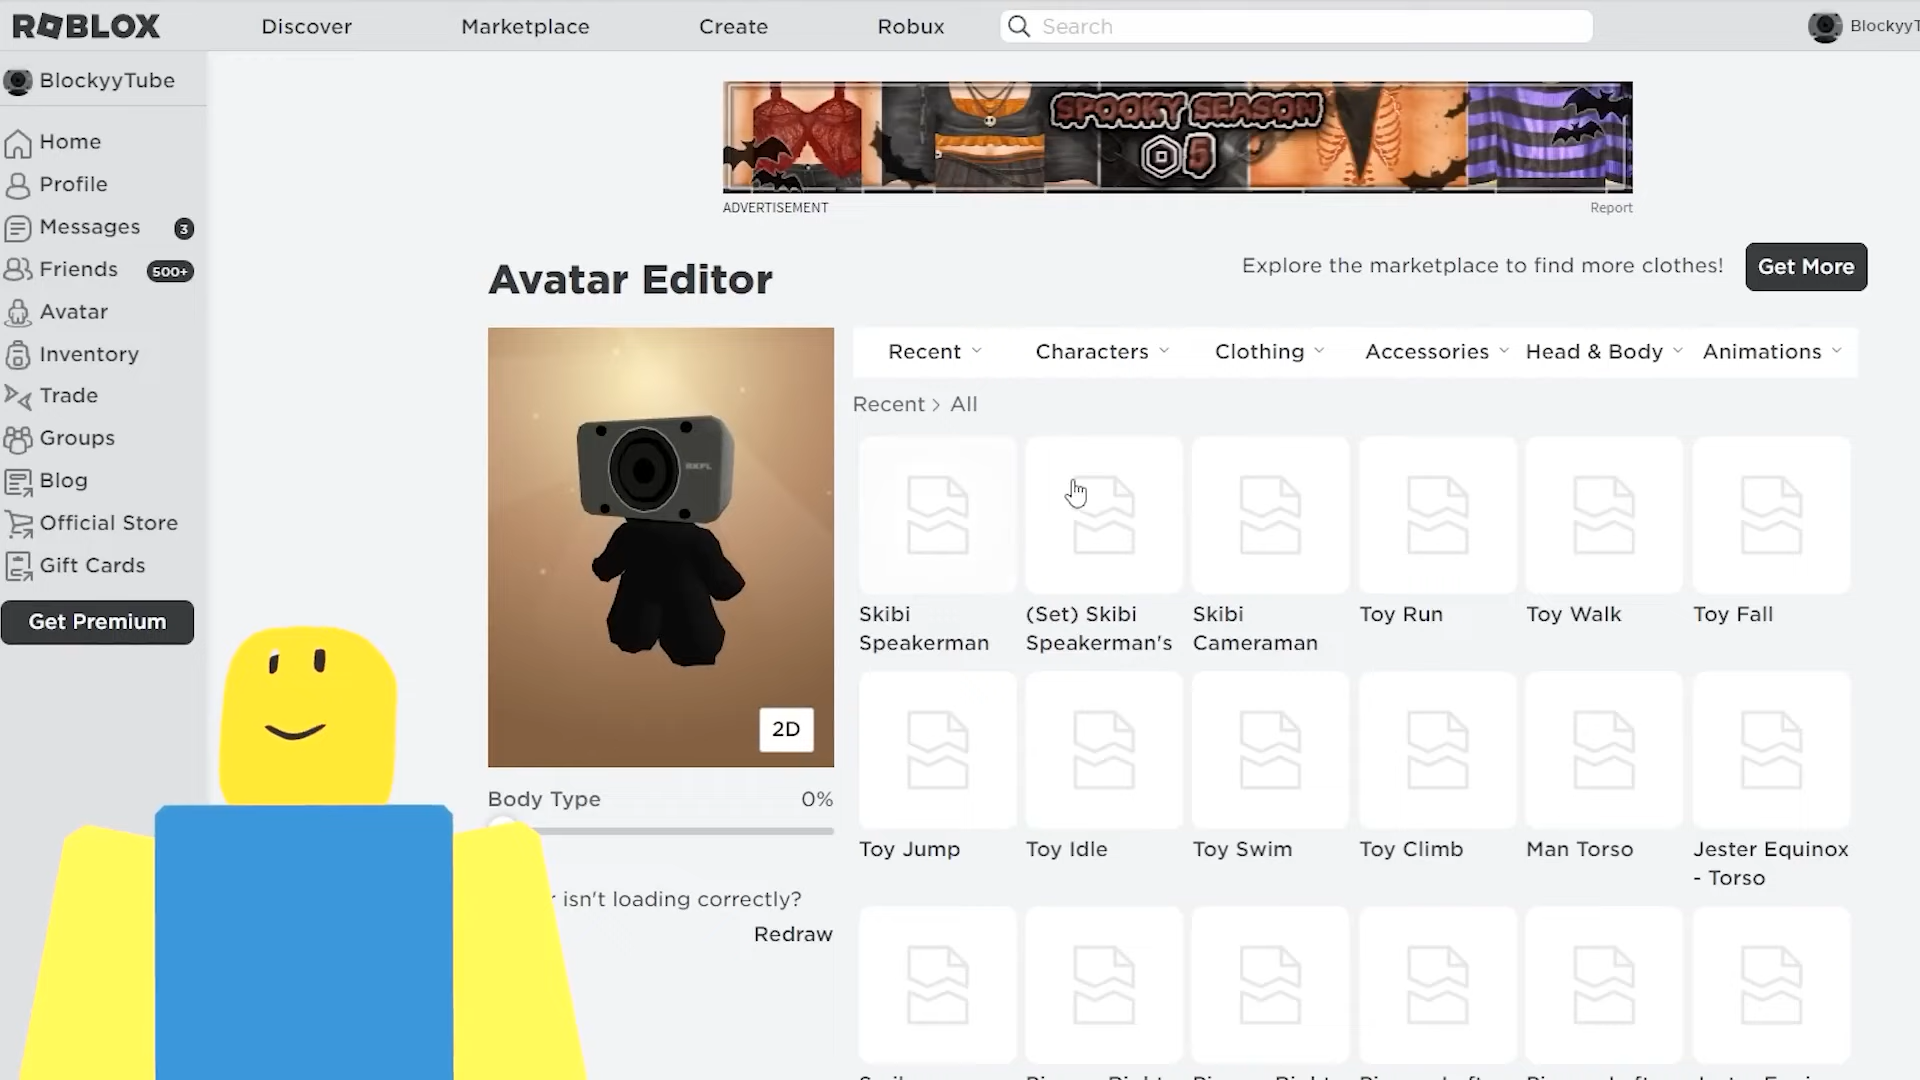 ROBLOX
Discover
Marketplace
Create
Robux
Search
BlockyyT
BlockyyTube
Home
Profile
Messages
3
Friends
500+
Avatar
Inventory
Trade
Groups
Blog
Official Store
Gift Cards
Get Premium
SPOOKY SEASON
5
ADVERTISEMENT
Report
Avatar Editor
Explore the marketplace to find more clothes!
Get More
2D
Body Type
0%
isn't loading correctly?
Redraw
Recent
Characters
Clothing
Accessories
Head & Body
Animations
Recent > All
Skibi
Speakerman
(Set) Skibi
Speakerman's
Skibi
Cameraman
Toy Run
Toy Walk
Toy Fall
Toy Jump
Toy Idle
Toy Swim
Toy Climb
Man Torso
Jester Equinox
- Torso